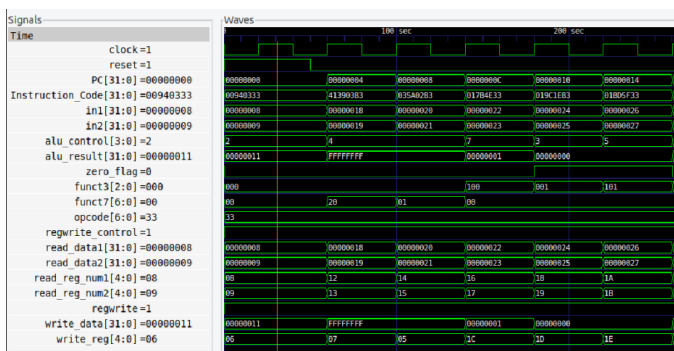 Signals Waves
Time 100 sec 200 sec
clock=1
reset=1
PC[31:0]=00000000 00000000 00000004 00000008 0000000C 00000010 00000014
Instruction_Code[31:0]=00940333 00940333 413903B3 035A02B3 017B4E33 019C1EB3 01BD5F33
in1[31:0]=00000008 00000008 00000018 00000020 00000022 00000024 00000026
in2[31:0]=00000009 00000009 00000019 00000021 00000023 00000025 00000027
alu_control[3:0]=2 2 4 7 3 5
alu_result[31:0]=00000011 00000011 FFFFFFFF 00000001 00000000
zero_flag=0
funct3[2:0]=000 000 100 001 101
funct7[6:0]=00 00 20 01 00
opcode[6:0]=33 33
regwrite_control=1
read_data1[31:0]=00000008 00000008 00000018 00000020 00000022 00000024 00000026
read_data2[31:0]=00000009 00000009 00000019 00000021 00000023 00000025 00000027
read_reg_num1[4:0]=08 08 12 14 16 18 1A
read_reg_num2[4:0]=09 09 13 15 17 19 1B
regwrite=1
write_data[31:0]=00000011 00000011 FFFFFFFF 00000001 00000000
write_reg[4:0]=06 06 07 05 1C 1D 1E